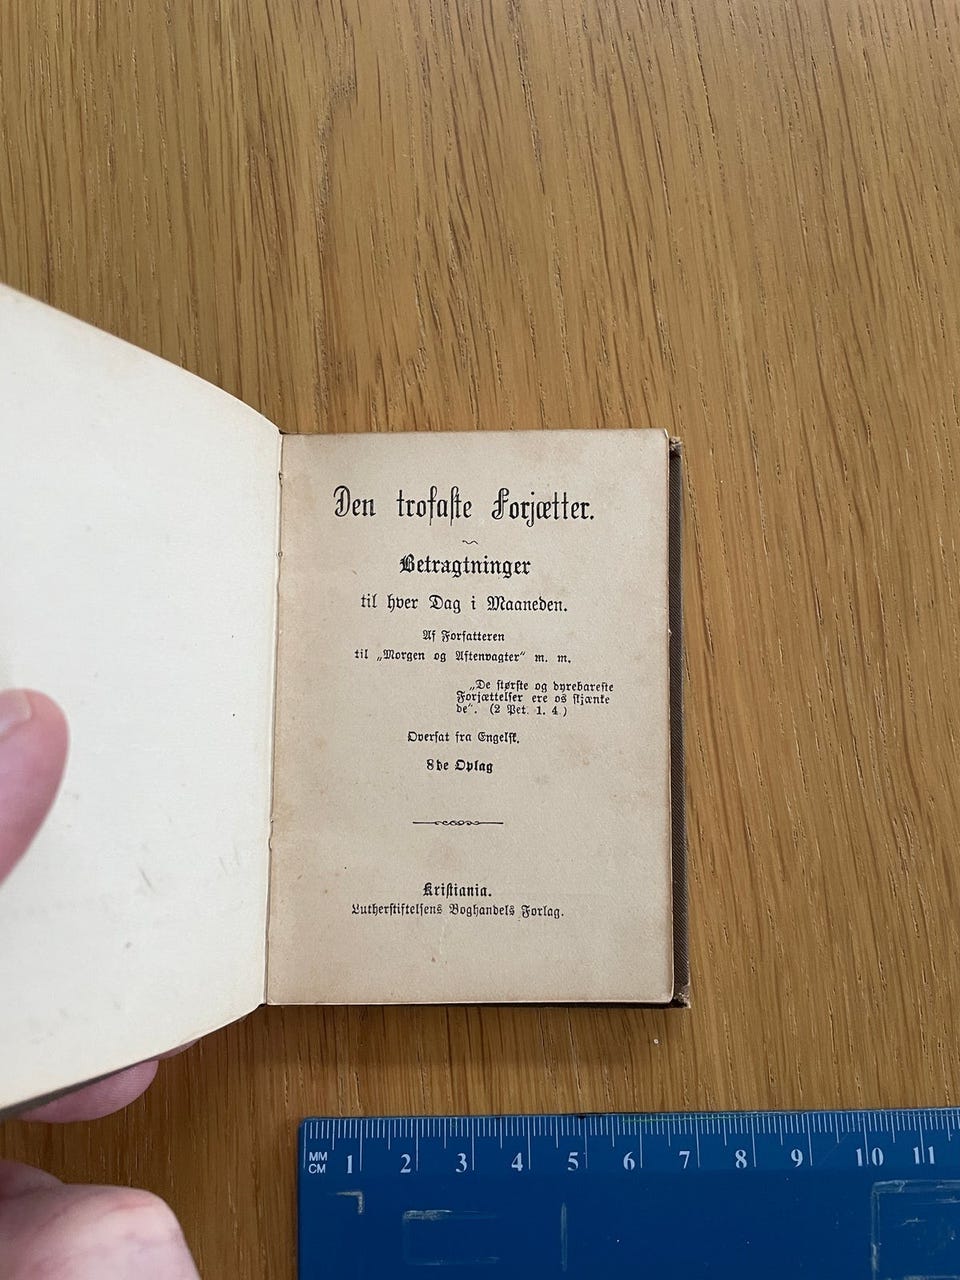 Den trofaste Forjætter.
Betragtninger
til hver Dag i Maaneden.
Af Forfatteren
til „Morgen og Aftenvagter“ m. m.
„De største og dyrebareste
Forjættelser ere os skjænke
de“. (2 Pet. 1. 4)
Oversat fra Engelsk.
8de Oplag
Kristiania.
Lutherstiftelsens Boghandels Forlag.
MM
CM
1 2 3 4 5 6 7 8 9 10 11